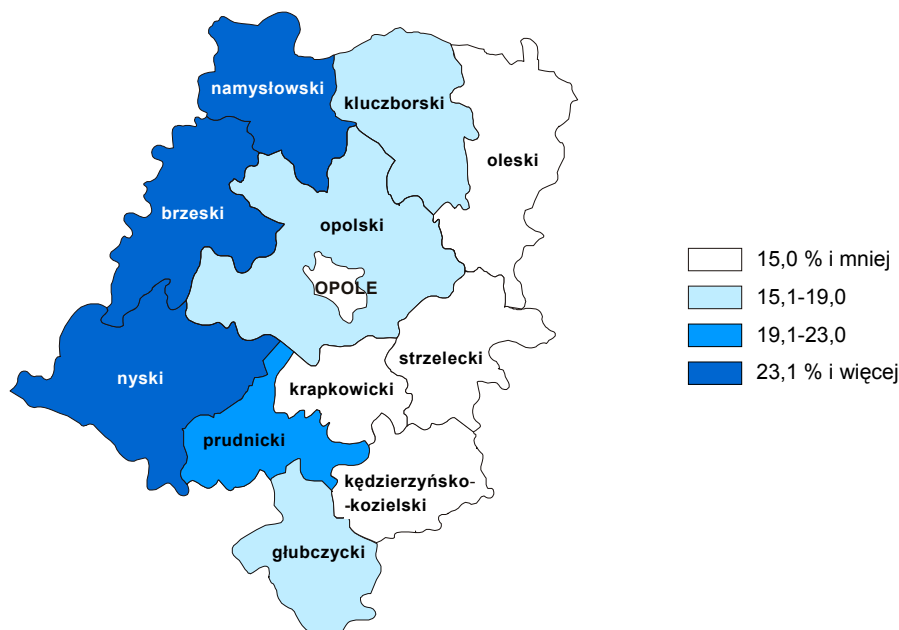 namysłowski
kluczborski
oleski
brzeski
opolski
OPOLE
strzelecki
nyski
krapkowicki
prudnicki
kędzierzyńsko-
-kozielski
głubczycki
15,0 % i mniej
15,1-19,0
19,1-23,0
23,1 % i więcej